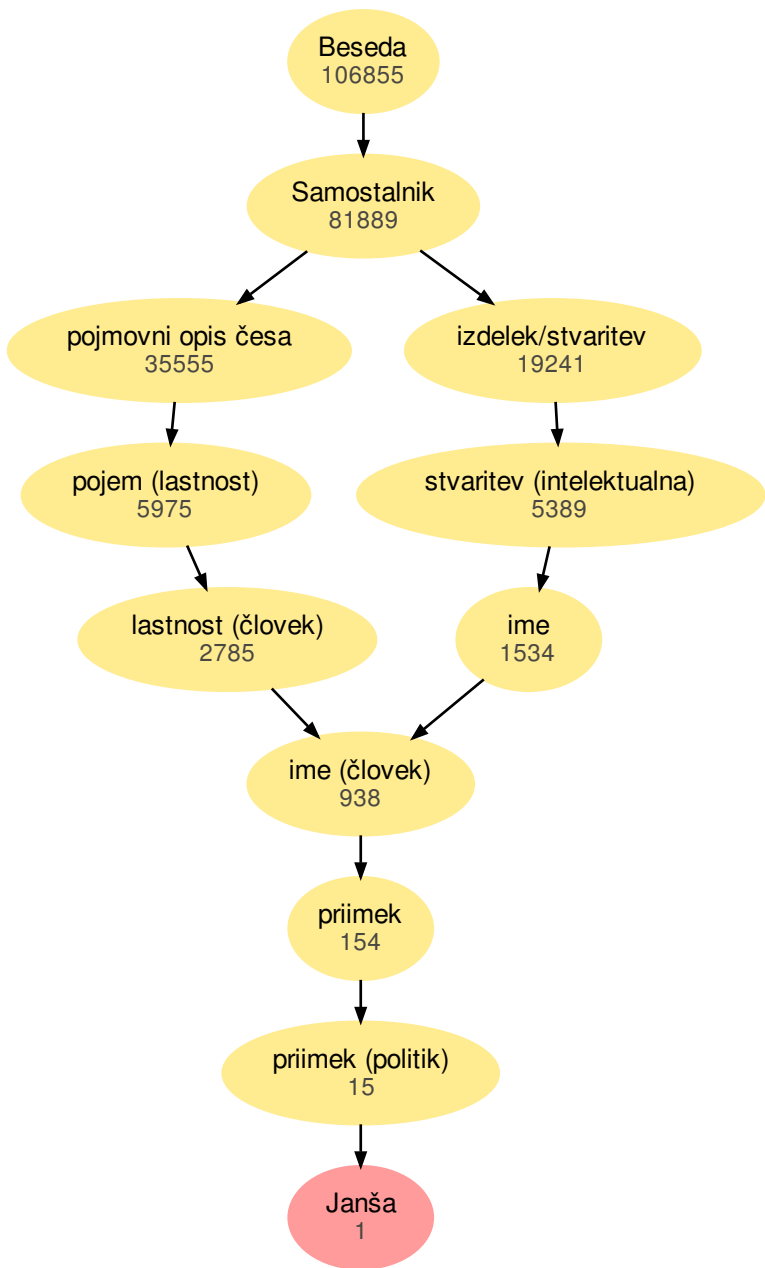 Beseda
106855
Samostalnik
81889
pojmovni opis česa
35555
izdelek/stvaritev
19241
pojem (lastnost)
5975
stvaritev (intelektualna)
5389
lastnost (človek)
2785
ime
1534
ime (človek)
938
priimek
154
priimek (politik)
15
Janša
1